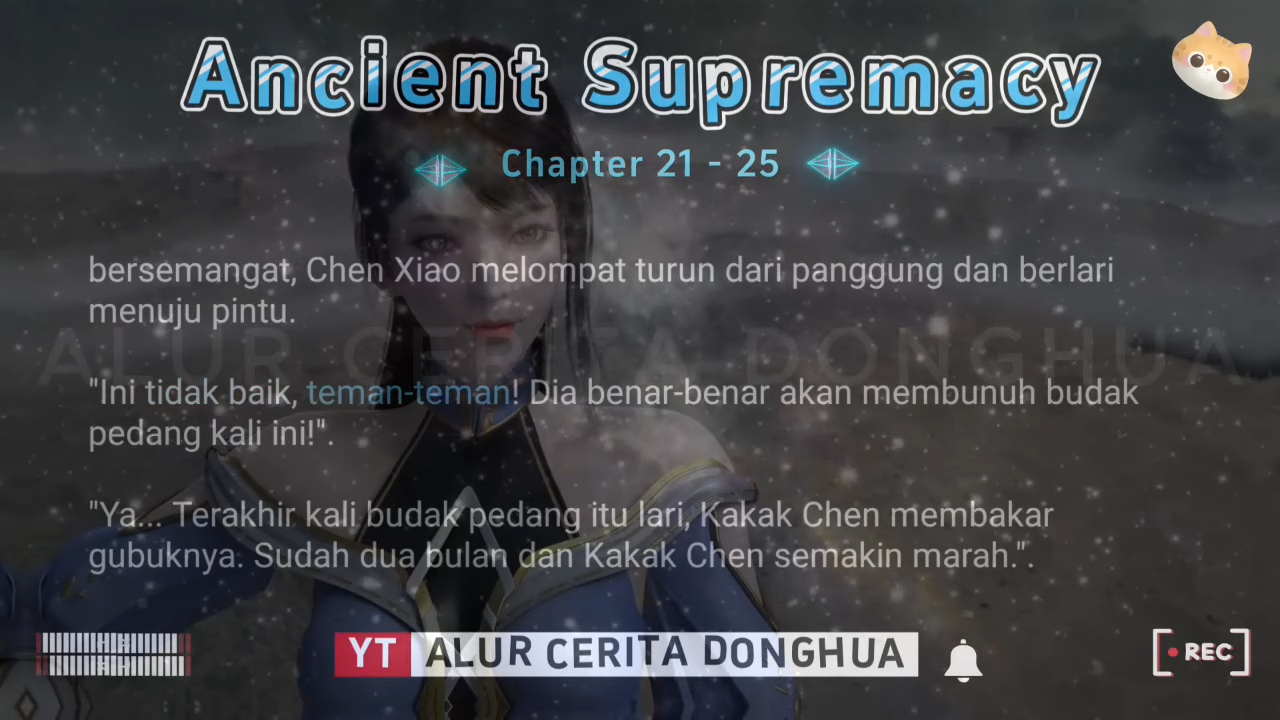 Ancient Supremacy
Chapter 21 - 25
bersemangat, Chen Xiao melompat turun dari panggung dan berlari
menuju pintu.
ALUR CERITA DONGHUA
"Ini tidak baik, teman-teman! Dia benar-benar akan membunuh budak
pedang kali ini!".
"Ya... Terakhir kali budak pedang itu lari, Kakak Chen membakar
gubuknya. Sudah dua bulan dan Kakak Chen semakin marah.".
YT ALUR CERITA DONGHUA
REC